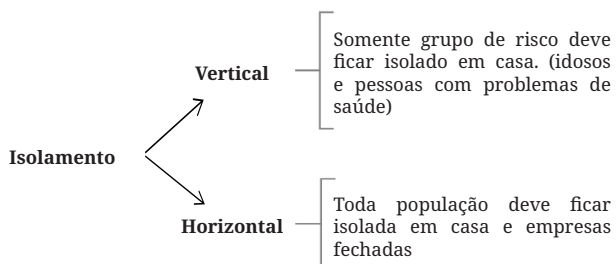 Isolamento
Vertical
Somente grupo de risco deve
ficar isolado em casa. (idosos
e pessoas com problemas de
saúde)
Horizontal
Toda população deve ficar
isolada em casa e empresas
fechadas